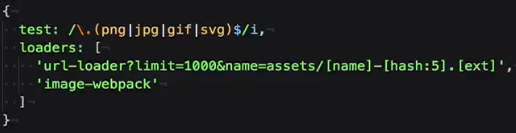 {
test: /\.(png|jpg|gif|svg)$/i,
loaders: [
'url-loader?limit=1000&name=assets/[name]-[hash:5].[ext]',
'image-webpack'
]
}